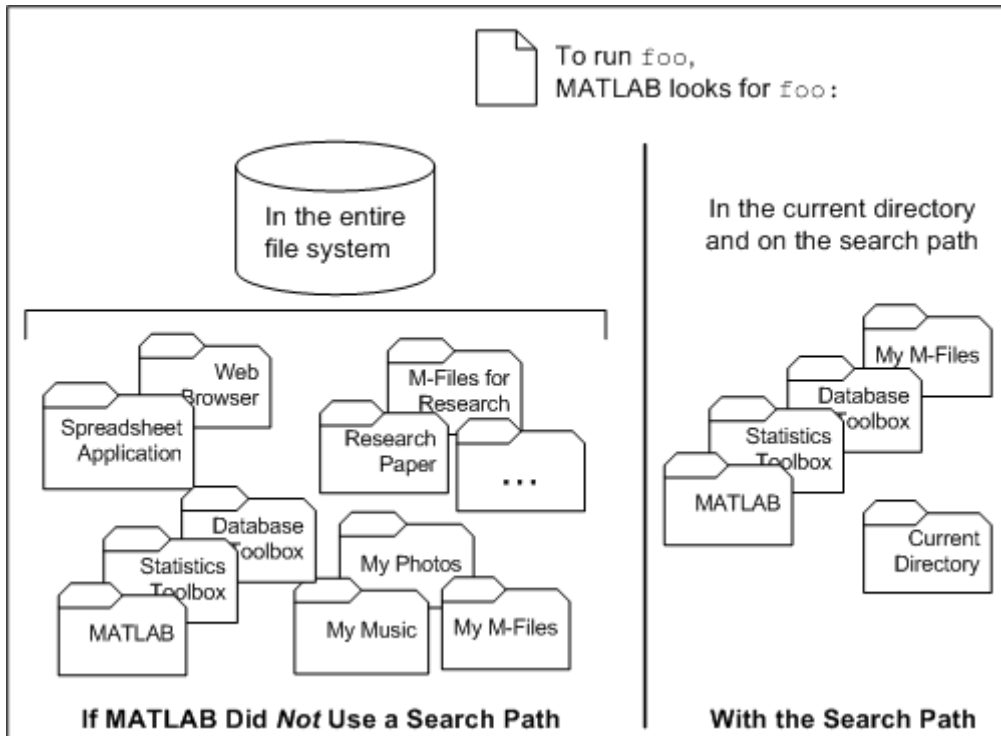 To run foo,
MATLAB looks for foo:
In the entire
file system
Web
Browser
Spreadsheet
Application
M-Files for
Research
Research
Paper
...
Database
Toolbox
Statistics
Toolbox
MATLAB
My Photos
My Music
My M-Files
If MATLAB Did Not Use a Search Path
In the current directory
and on the search path
My M-Files
Database
Toolbox
Statistics
Toolbox
MATLAB
Current
Directory
With the Search Path